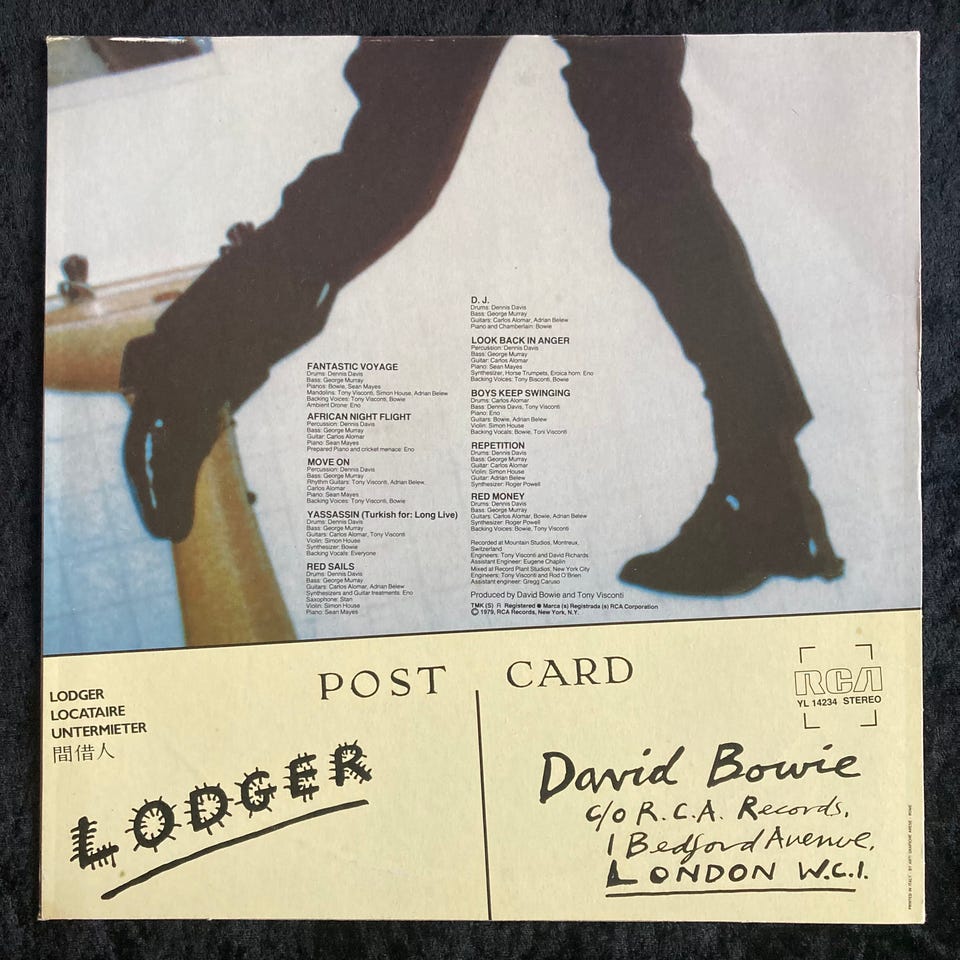 FANTASTIC VOYAGE
Drums: Dennis Davis
Bass: George Murray
Pianos: Bowie, Sean Mayes
Mandolins: Tony Visconti, Simon House, Adrian Belew
Backing Voices: Tony Visconti, Bowie
Ambient Drone: Eno
AFRICAN NIGHT FLIGHT
Percussion: Dennis Davis
Bass: George Murray
Guitar: Carlos Alomar
Piano: Sean Mayes
Prepared Piano and cricket menace: Eno
MOVE ON
Percussion: Dennis Davis
Bass: George Murray
Rhythm Guitars: Tony Visconti, Adrian Belew.
Carlos Alomar
Piano: Sean Mayes
Backing Voices: Tony Visconti, Bowie
YASSASSIN (Turkish for: Long Live)
Drums: Dennis Davis
Bass: George Murray
Guitars: Carlos Alomar, Tony Visconti
Violin: Simon House
Synthesizer: Bowie
Backing Vocals: Everyone
RED SAILS
Drums: Dennis Davis
Bass: George Murray
Guitars: Carlos Alomar, Adrian Belew
Synthesizers and Guitar treatments: Eno
Saxophone: Stan
Violin: Simon House
Piano: Sean Mayes
D. J.
Drums: Dennis Davis
Bass: George Murray
Guitars: Carlos Alomar, Adrian Belew
Piano and Chamberlain: Bowie
LOOK BACK IN ANGER
Percussion: Dennis Davis
Bass: George Murray
Guitar: Carlos Alomar
Piano: Sean Mayes
Synthesizer, Horse Trumpets, Eroica horn: Eno
Backing Voices: Tony Bisconti, Bowie
BOYS KEEP SWINGING
Drums: Carlos Alomar
Bass: Dennis Davis, Tony Visconti
Piano: Eno
Guitars: Bowie, Adrian Belew
Violin: Simon House
Backing Vocals: Bowie, Toni Visconti
REPETITION
Drums: Dennis Davis
Bass: George Murray
Guitar: Carlos Alomar
Violin: Simon House
Guitar: Adrian Belew
Synthesizer: Roger Powell
RED MONEY
Drums: Dennis Davis
Bass: George Murray
Guitars: Carlos Alomar, Bowie, Adrian Belew
Synthesizer: Roger Powell
Backing Voices: Bowie, Tony Visconti
Recorded at Mountain Studios, Montreux,
Switzerland
Engineers: Tony Visconti and David Richards
Assistant Engineer: Eugene Chaplin
Mixed at Record Plant Studios, New York City
Engineers: Tony Visconti and Rod O'Brien
Assistant engineer: Gregg Caruso
Produced by David Bowie and Tony Visconti
TMK(S) ® Registered ● Marca (s) Registrada (s) RCA Corporation
© 1979, RCA Records, New York, N.Y.
POST CARD
LODGER
LOCATAIRE
UNTERMIETER
間借人
LODGER
RCA
YL 14234 STEREO
David Bowie
c/o R.C.A. Records,
1 Bedford Avenue,
LONDON W.C.1.
PRINTED IN ITALY - BY ARTI GRAFICHE